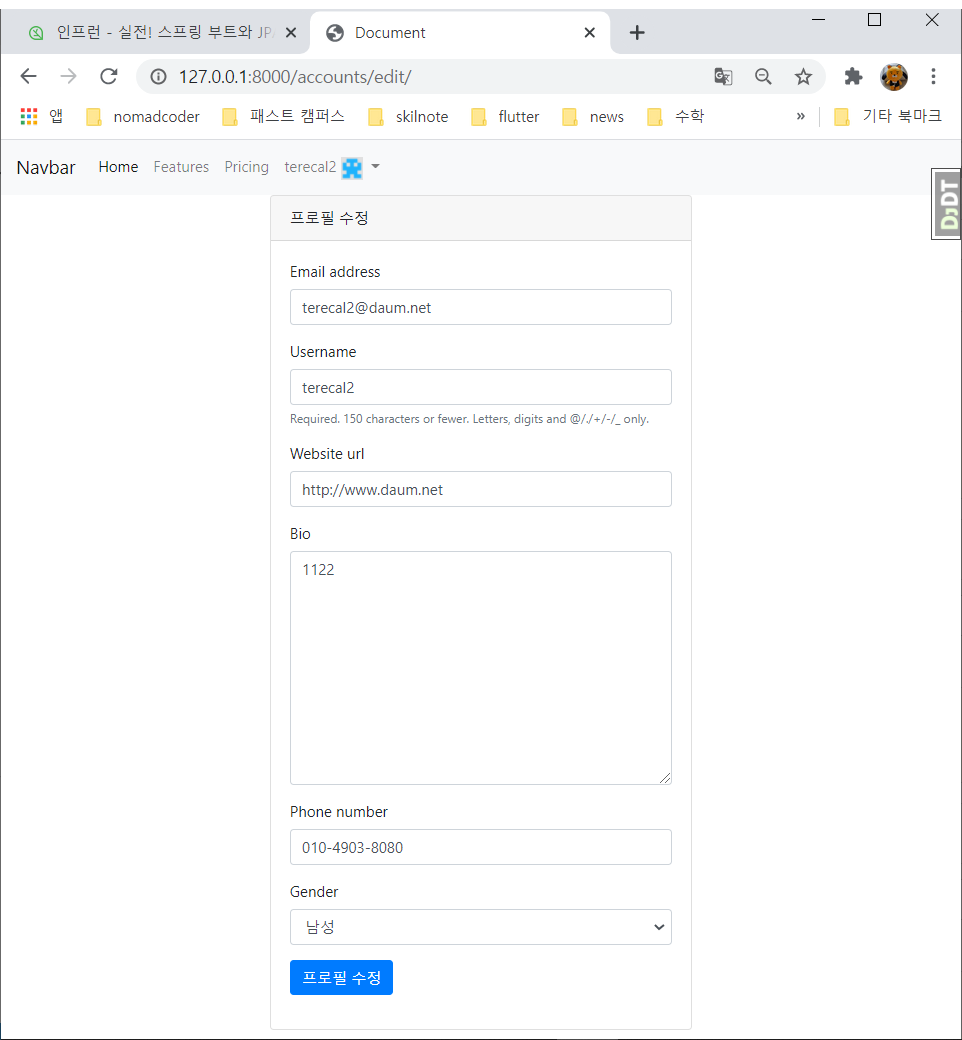 인프런 - 실전! 스프링 부트와 JP
Document
127.0.0.1:8000/accounts/edit/
앱 nomadcoder 패스트 캠퍼스 skilnote flutter news 수학 » 기타 북마크
Navbar Home Features Pricing terecal2
DjDT
프로필 수정
Email address
terecal2@daum.net
Username
terecal2
Required. 150 characters or fewer. Letters, digits and @/./+/-/_ only.
Website url
http://www.daum.net
Bio
1122
Phone number
010-4903-8080
Gender
남성
프로필 수정